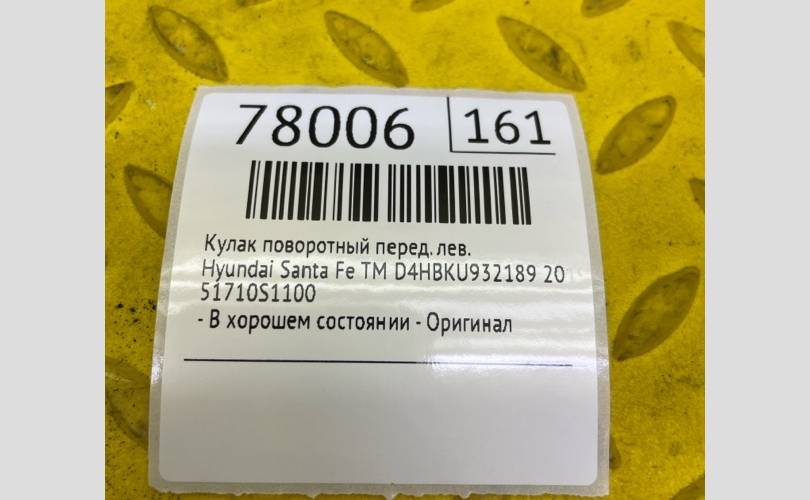 78006 161
Кулак поворотный перед. лев.
Hyundai Santa Fe TM D4HBKU932189 20
51710S1100
- В хорошем состоянии - Оригинал